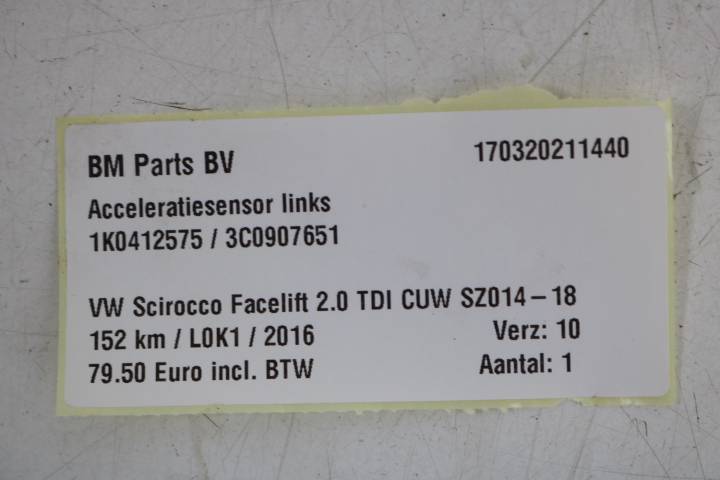 BM Parts BV 170320211440
Acceleratiesensor links
1K0412575 / 3C0907651
VW Scirocco Facelift 2.0 TDI CUW SZ014 – 18
152 km / L0K1 / 2016 Verz: 10
79.50 Euro incl. BTW Aantal: 1